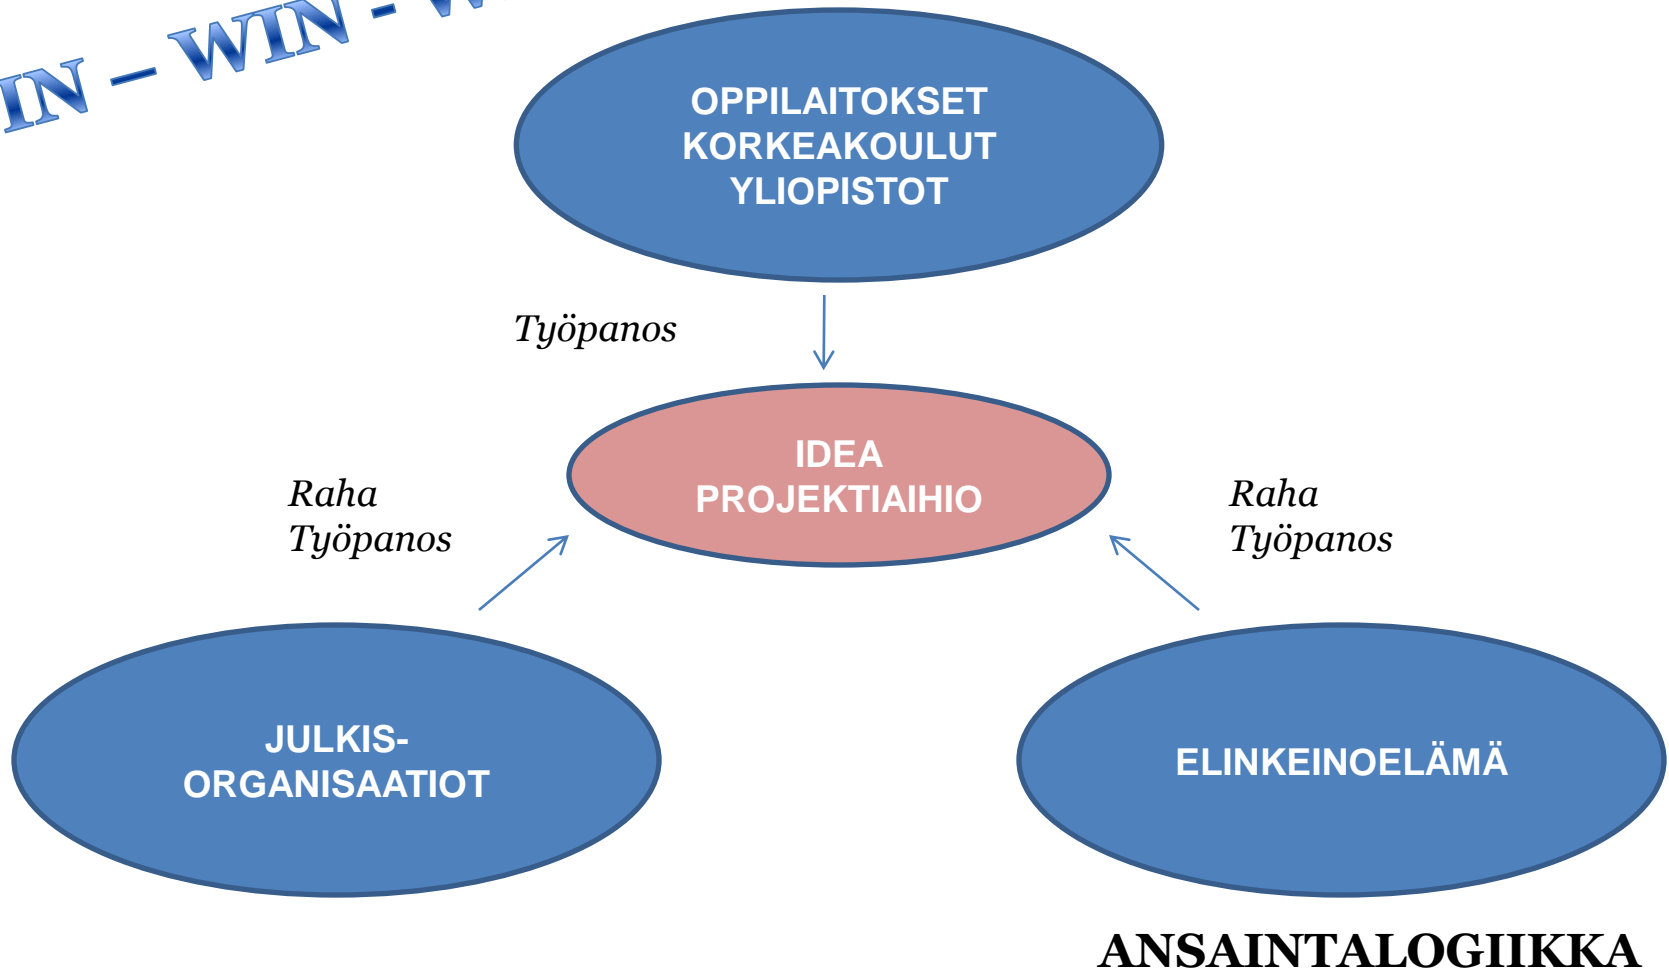 IN – WIN - W
OPPILAITOKSET
KORKEAKOULUT
YLIOPISTOT
Työpanos
IDEA
PROJEKTIAIHIO
Raha
Työpanos
Raha
Työpanos
JULKIS-
ORGANISAATIOT
ELINKEINOELÄMÄ
ANSAINTALOGIIKKA